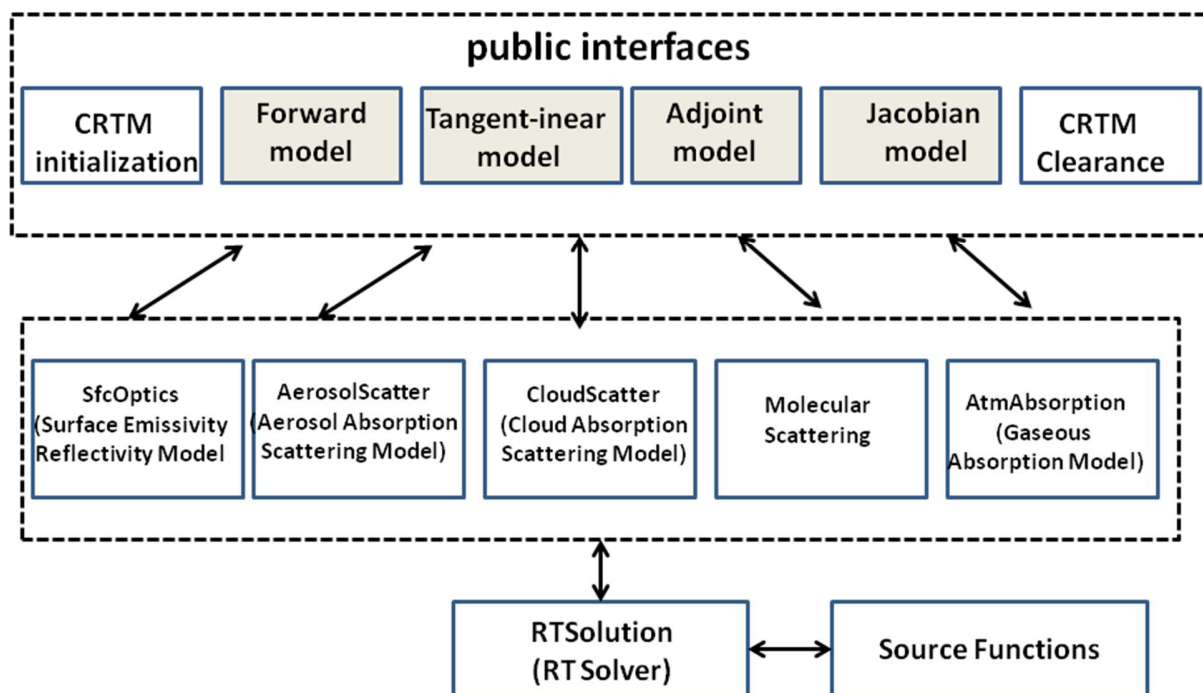 public interfaces
CRTM
initialization
Forward
model
Tangent-inear
model
Adjoint
model
Jacobian
model
CRTM
Clearance
SfcOptics
(Surface Emissivity
Reflectivity Model
AerosolScatter
(Aerosol Absorption
Scattering Model)
CloudScatter
(Cloud Absorption
Scattering Model)
Molecular
Scattering
AtmAbsorption
(Gaseous
Absorption Model)
RTSolution
(RT Solver)
Source Functions